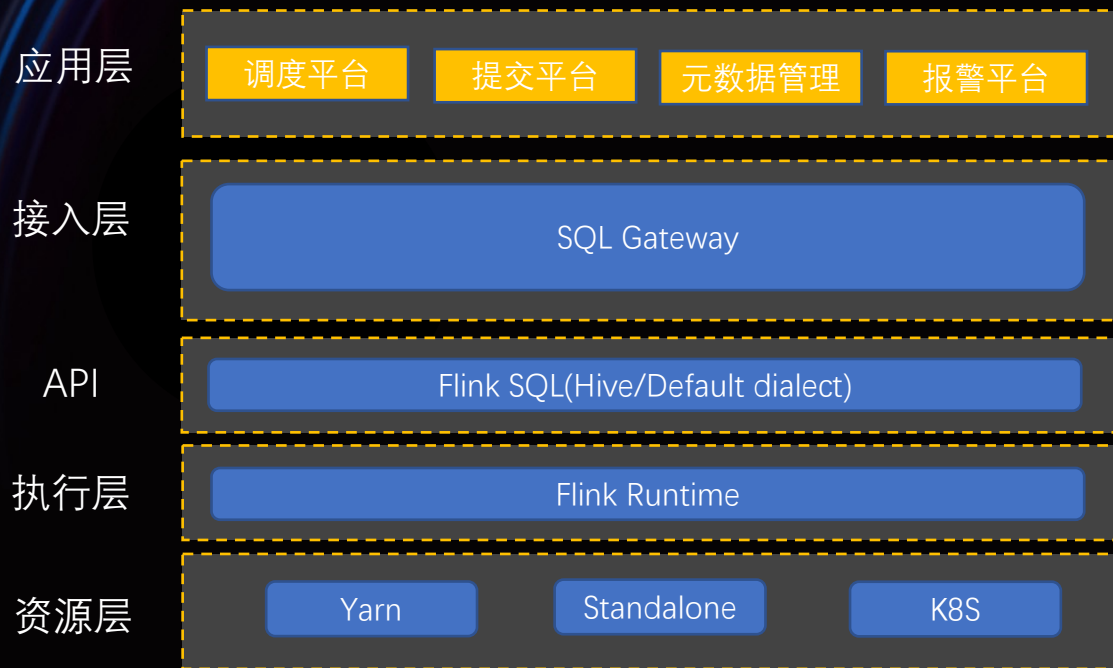 应用层
调度平台
提交平台
元数据管理
报警平台
接入层
SQL Gateway
API
Flink SQL(Hive/Default dialect)
执行层
Flink Runtime
资源层
Yarn
Standalone
K8S